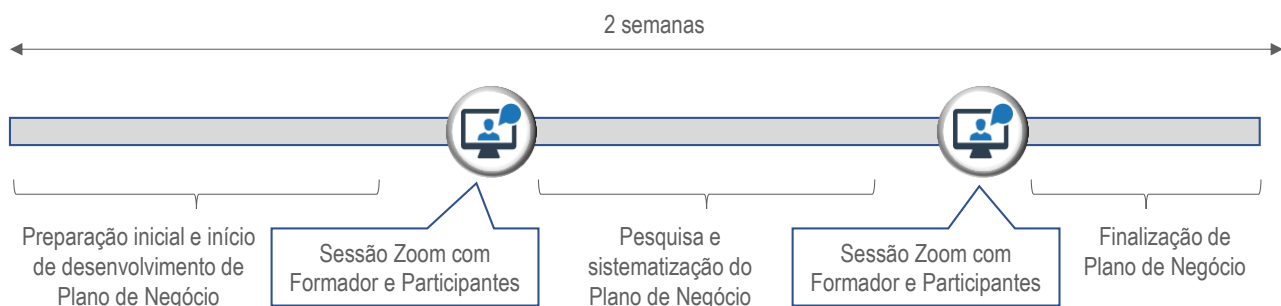 2 semanas
Preparação inicial e início
de desenvolvimento de
Plano de Negócio
Sessão Zoom com
Formador e Participantes
Pesquisa e
sistematização do
Plano de Negócio
Sessão Zoom com
Formador e Participantes
Finalização de
Plano de Negócio